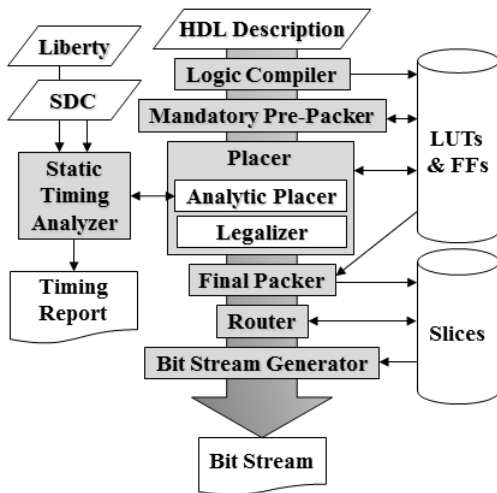 HDL Description
Liberty
Logic Compiler
SDC
Mandatory Pre-Packer
LUTs
& FFs
Placer
Static
Timing
Analyzer
Analytic Placer
Legalizer
Final Packer
Timing
Report
Router
Slices
Bit Stream Generator
Bit Stream